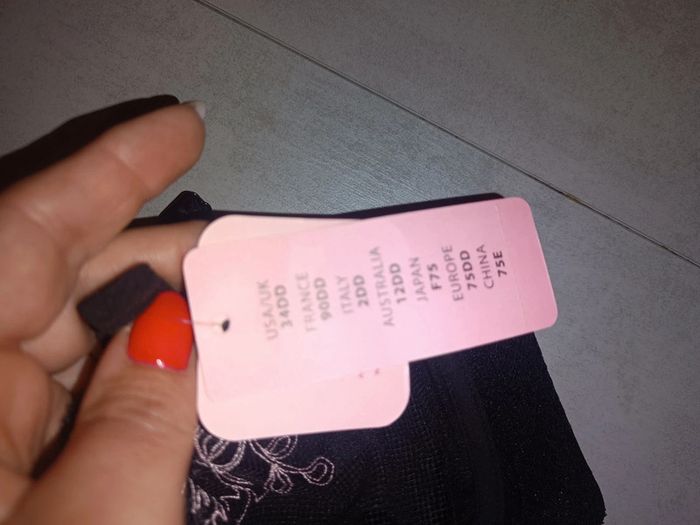 USA/UK
34DD
FRANCE
90DD
ITALY
2DD
AUSTRALIA
12DD
JAPAN
F75
EUROPE
75DD
CHINA
75E